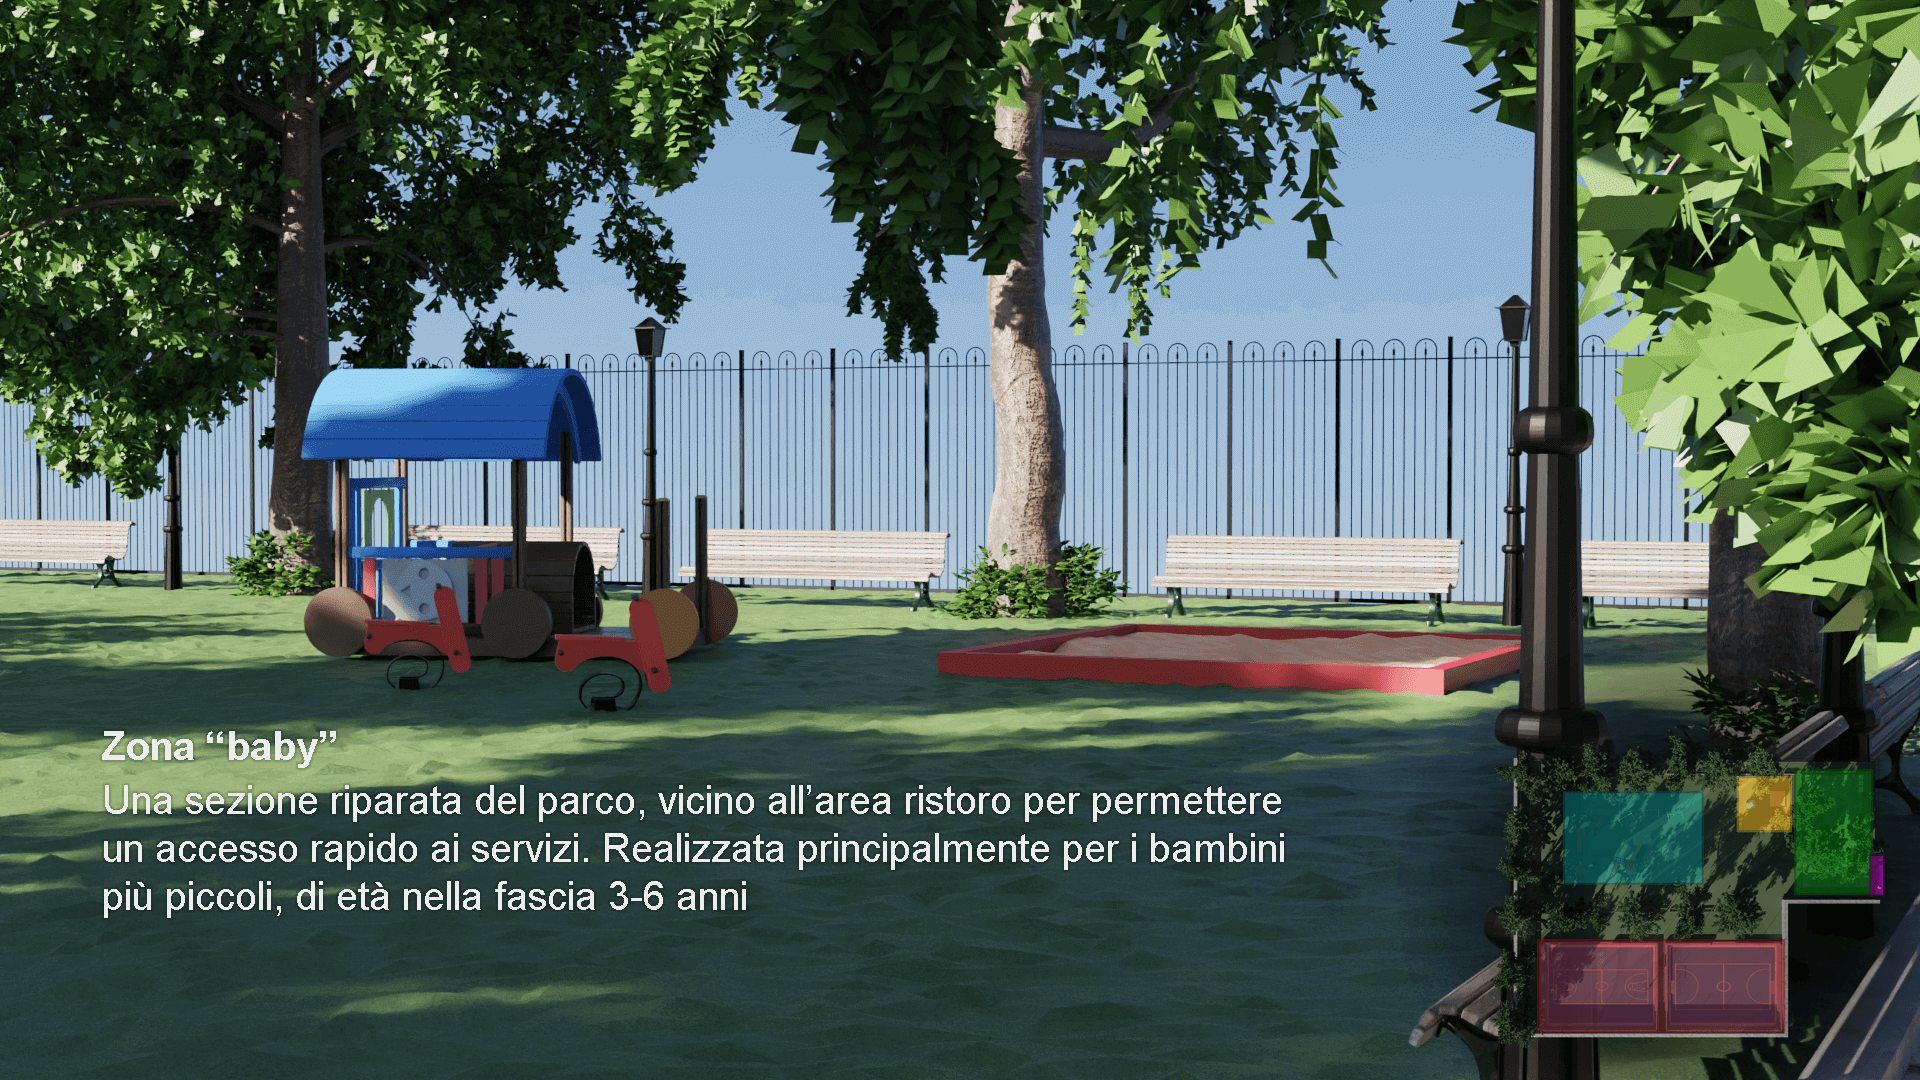 Zona “baby”
Una sezione riparata del parco, vicino all’area ristoro per permettere
un accesso rapido ai servizi. Realizzata principalmente per i bambini
più piccoli, di età nella fascia 3-6 anni